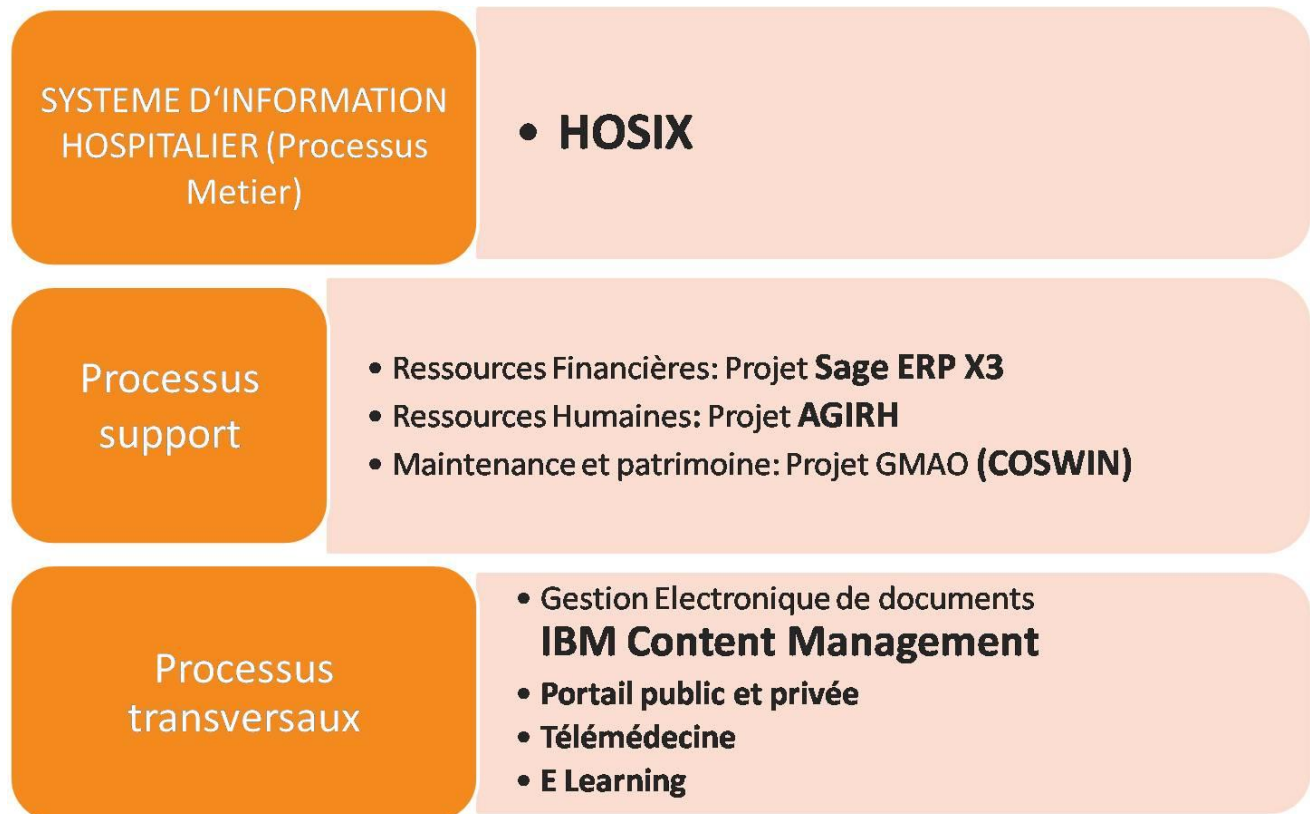 SYSTEME D‘INFORMATION
HOSPITALIER (Processus
Metier)
• HOSIX
Processus
support
• Ressources Financières: Projet Sage ERP X3
• Ressources Humaines: Projet AGIRH
• Maintenance et patrimoine: Projet GMAO (COSWIN)
Processus
transversaux
• Gestion Electronique de documents
IBM Content Management
• Portail public et privée
• Télémédecine
• E Learning